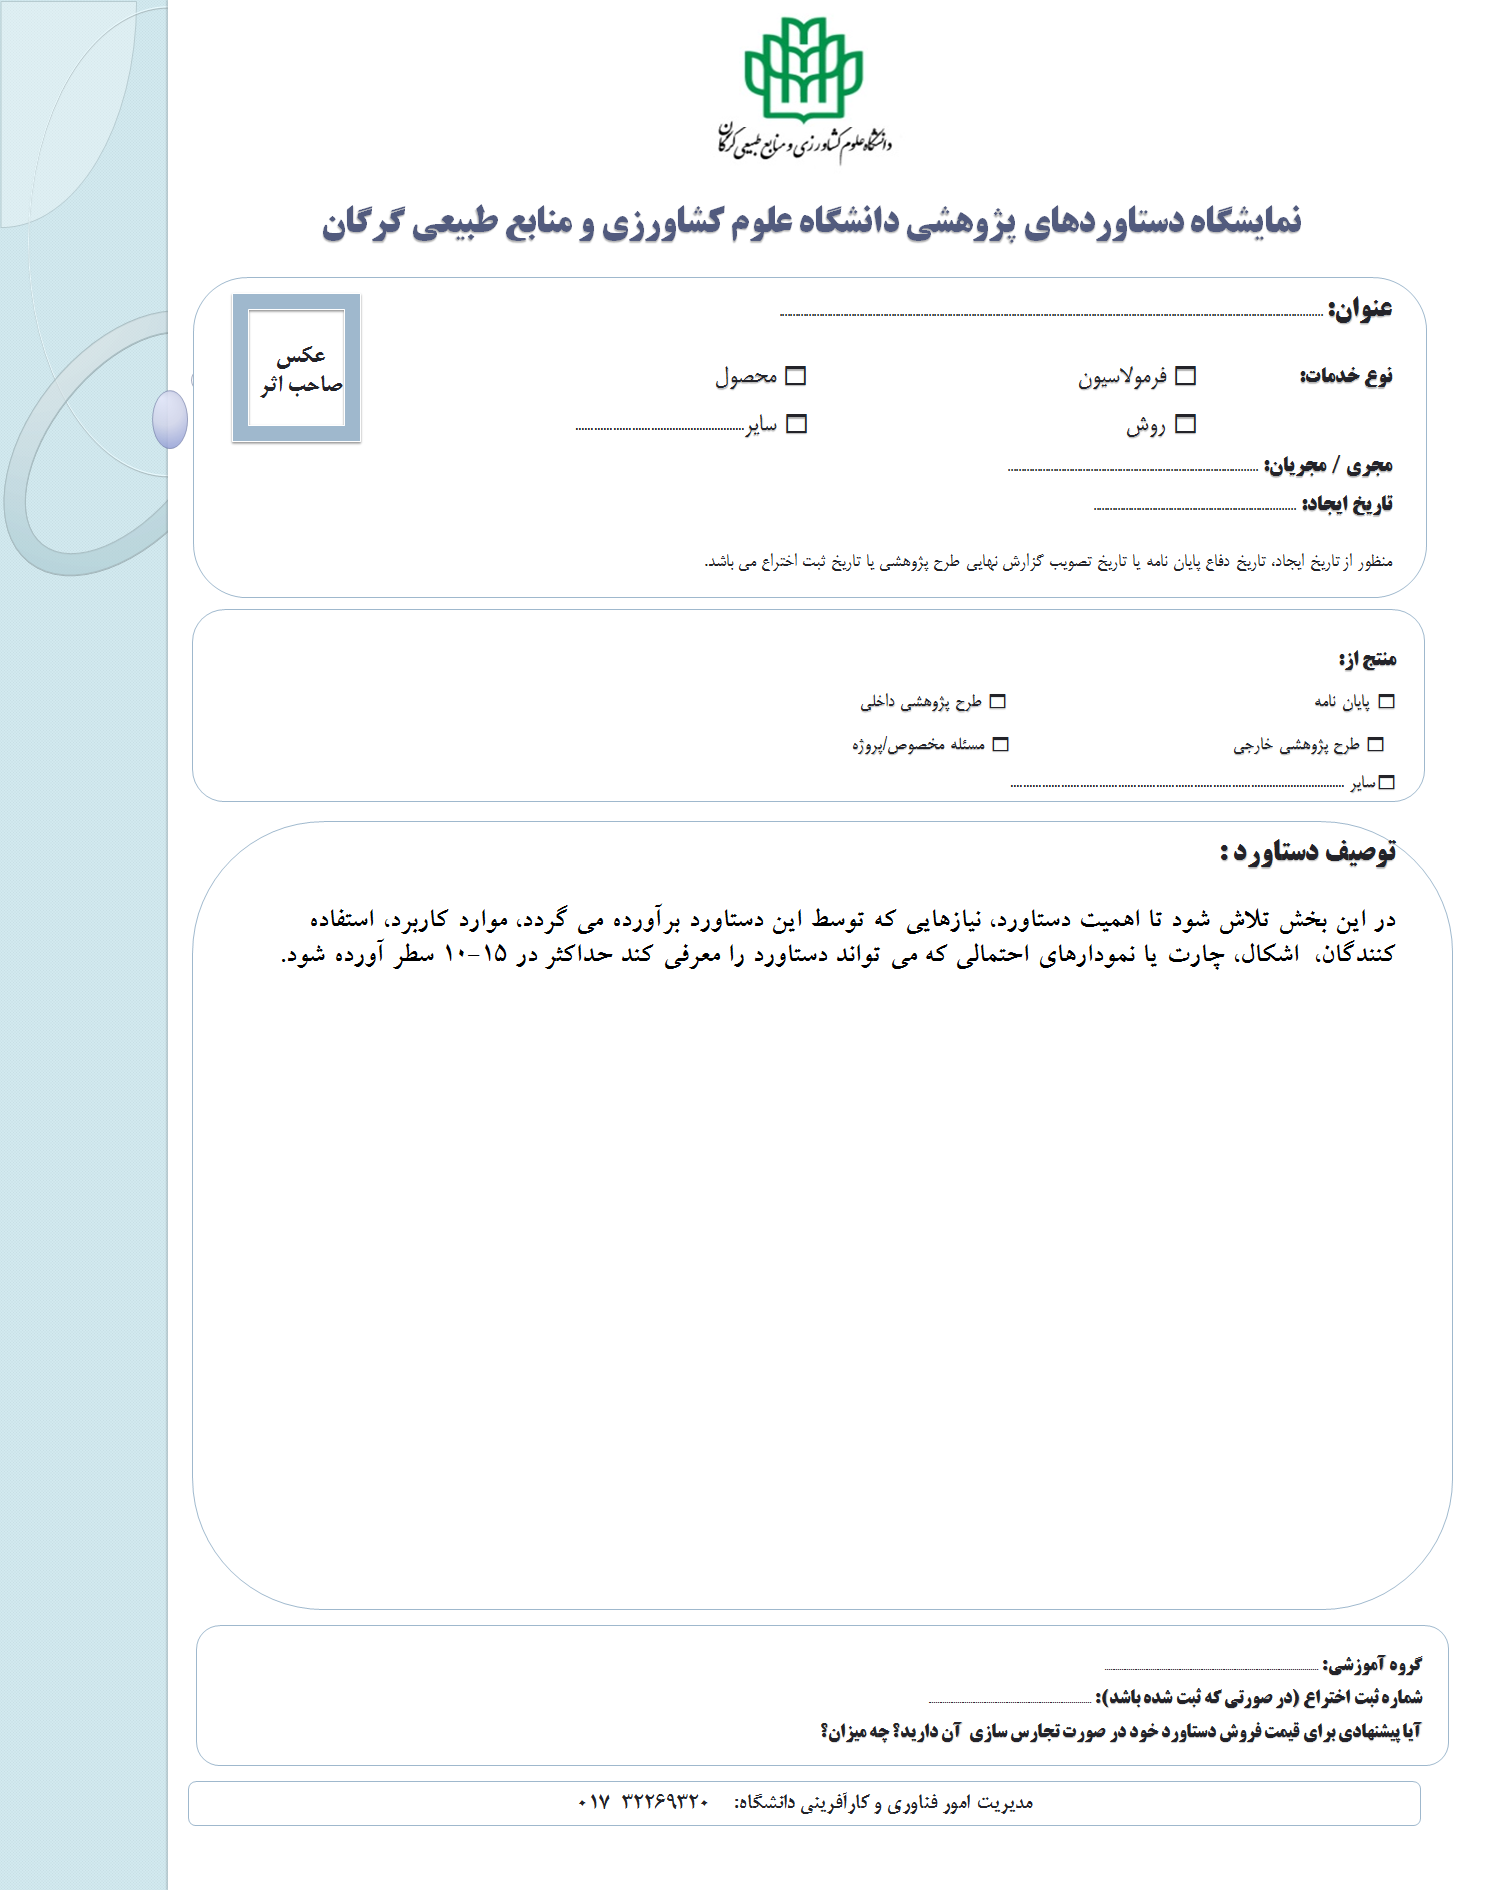 دانشگاه علوم کشاورزی و منابع طبیعی گرگان
نمایشگاه دستاوردهای پژوهشی دانشگاه علوم کشاورزی و منابع طبیعی گرگان
عنوان: ........................................
عکس
صاحب اثر
نوع خدمات: □ فرمولاسیون □ محصول
□ روش □ سایر........................................
مجری / مجریان: ........................................
تاریخ ایجاد: ........................................
منظور از تاریخ ایجاد، تاریخ دفاع پایان نامه یا تاریخ تصویب گزارش نهایی طرح پژوهشی یا تاریخ ثبت اختراع می باشد.
منتج از:
□ پایان نامه □ طرح پژوهشی داخلی
□ طرح پژوهشی خارجی □ مسئله مخصوص/پروژه
□ سایر ........................................
توصیف دستاورد :
در این بخش تلاش شود تا اهمیت دستاورد، نیازهایی که توسط این دستاورد برآورده می گردد، موارد کاربرد، استفاده
کنندگان، اشکال، چارت یا نمودارهای احتمالی که می تواند دستاورد را معرفی کند حداکثر در ۱۵-۱۰ سطر آورده شود.
گروه آموزشی: ........................................
شماره ثبت اختراع (در صورتی که ثبت شده باشد): ........................................
آیا پیشنهادی برای قیمت فروش دستاورد خود در صورت تجارس سازی آن دارید؟ چه میزان؟
مدیریت امور فناوری و کارآفرینی دانشگاه: ۳۲۲۶۹۳۲۰ ۰۱۷